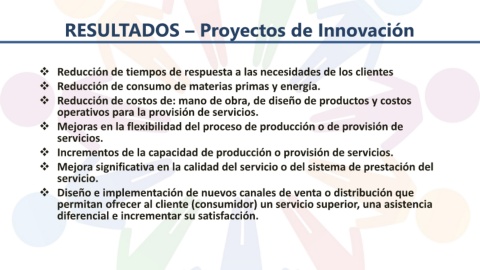 RESULTADOS – Proyectos de Innovación
❖ Reducción de tiempos de respuesta a las necesidades de los clientes
❖ Reducción de consumo de materias primas y energía.
❖ Reducción de costos de: mano de obra, de diseño de productos y costos
operativos para la provisión de servicios.
❖ Mejoras en la flexibilidad del proceso de producción o de provisión de
servicios.
❖ Incrementos de la capacidad de producción o provisión de servicios.
❖ Mejora significativa en la calidad del servicio o del sistema de prestación del
servicio.
❖ Diseño e implementación de nuevos canales de venta o distribución que
permitan ofrecer al cliente (consumidor) un servicio superior, una asistencia
diferencial e incrementar su satisfacción.